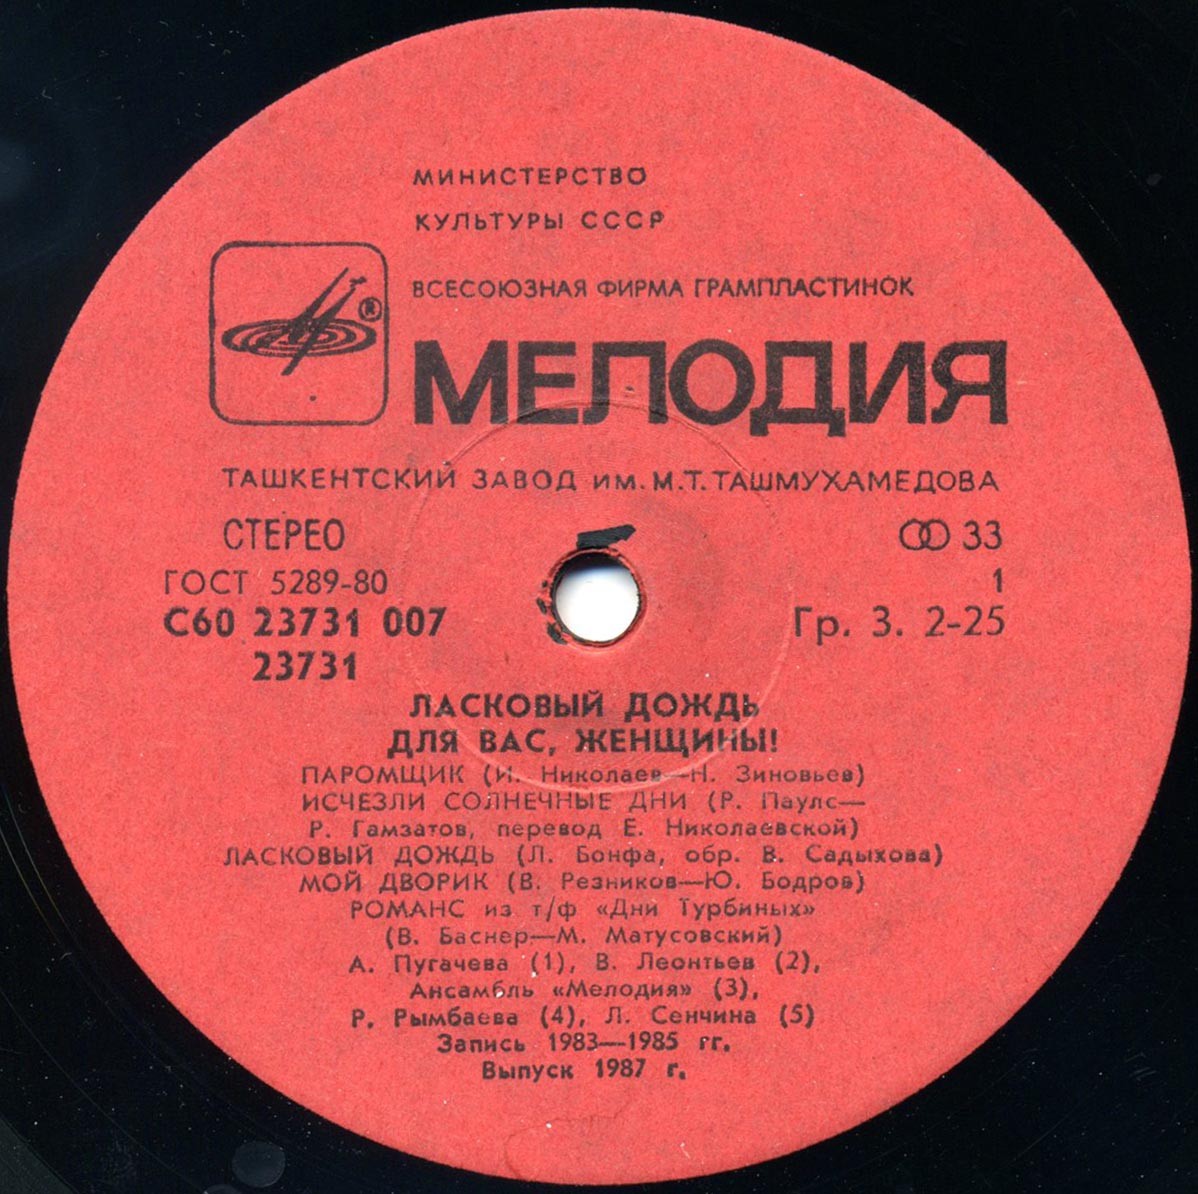 МИНИСТЕРСТВО
КУЛЬТУРЫ СССР
ВСЕСОЮЗНАЯ ФИРМА ГРАМПЛАСТИНОК
®
МЕЛОДИЯ
ТАШКЕНТСКИЙ ЗАВОД им. М.Т. ТАШМУХАМЕДОВА
СТЕРЕО
33
ГОСТ 5289-80
1
С60 23731 007
Гр. 3. 2-25
23731
ЛАСКОВЫЙ ДОЖДЬ
ДЛЯ ВАС, ЖЕНЩИНЫ!
ПАРОМЩИК (И. Николаев—Н. Зиновьев)
ИСЧЕЗЛИ СОЛНЕЧНЫЕ ДНИ (Р. Паулс—
Р. Гамзатов, перевод Е. Николаевской)
ЛАСКОВЫЙ ДОЖДЬ (Л. Бонфа, обр. В. Садыхова)
МОЙ ДВОРИК (В. Резников—Ю. Бодров)
РОМАНС из т/ф «Дни Турбиных»
(В. Баснер—М. Матусовский)
А. Пугачева (1), В. Леонтьев (2),
Ансамбль «Мелодия» (3),
Р. Рымбаева (4), Л. Сенчина (5)
Запись 1983—1985 гг.
Выпуск 1987 г.